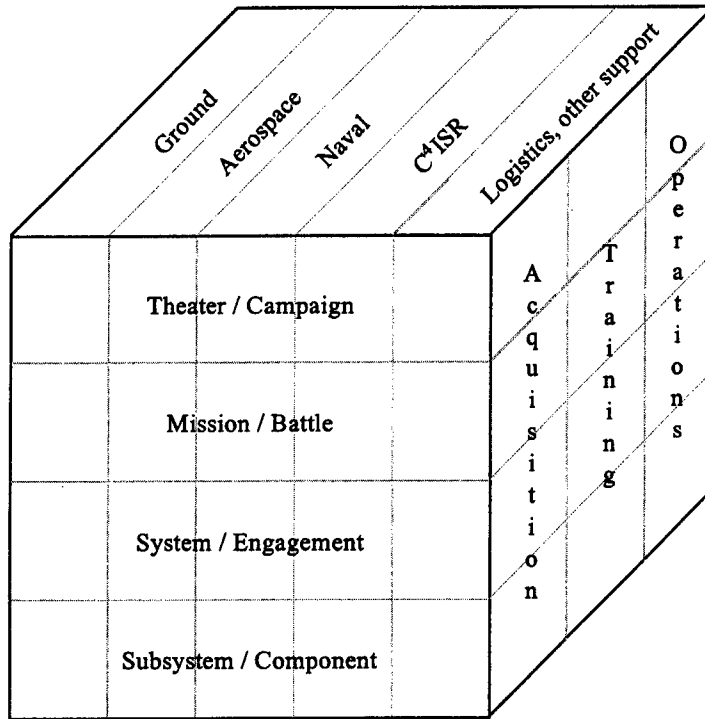 Ground
Aerospace
Naval
C⁴ISR
Logistics, other support
Theater / Campaign
Mission / Battle
System / Engagement
Subsystem / Component
Acquisition
Training
Operations